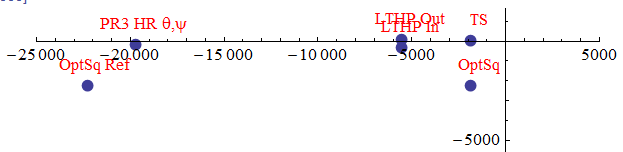 LTHP Out
TS
PR3 HR θ,ψ
LTHP In
-25000
-20000
-15000
-10000
-5000
5000
OptSq Ref
OptSq
-5000